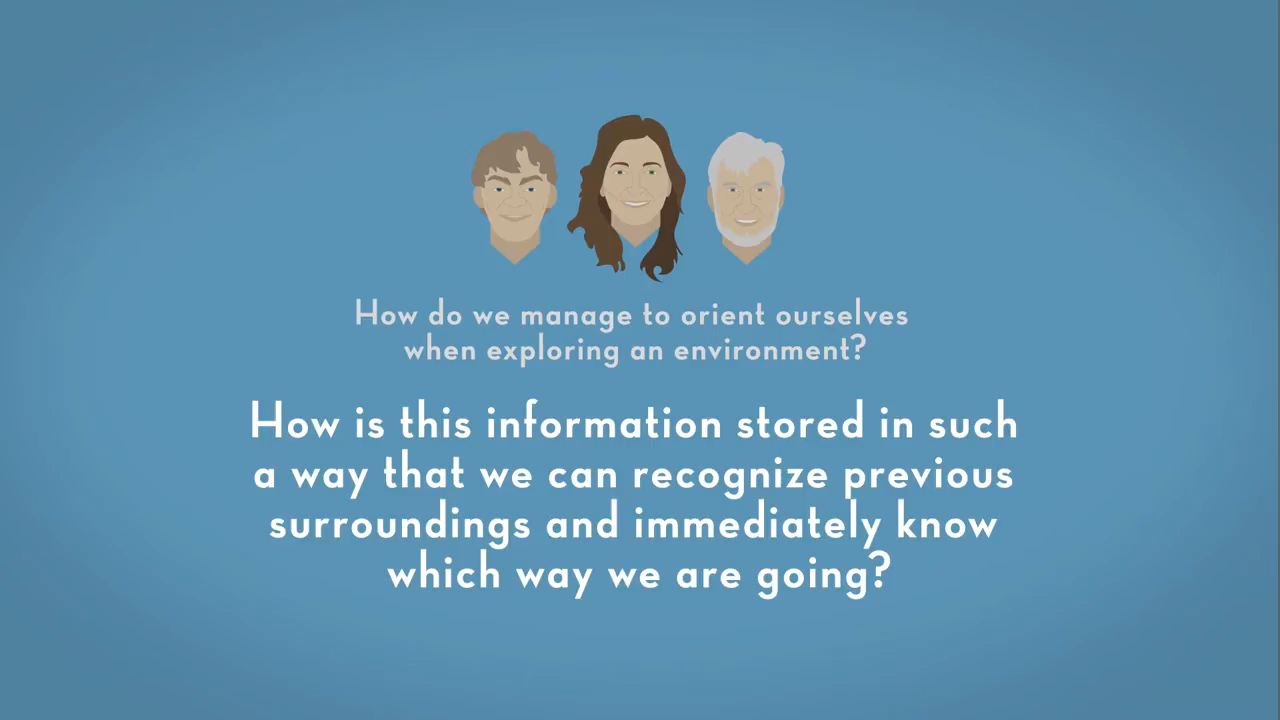 How do we manage to orient ourselves
when exploring an environment?
How is this information stored in such
a way that we can recognize previous
surroundings and immediately know
which way we are going?